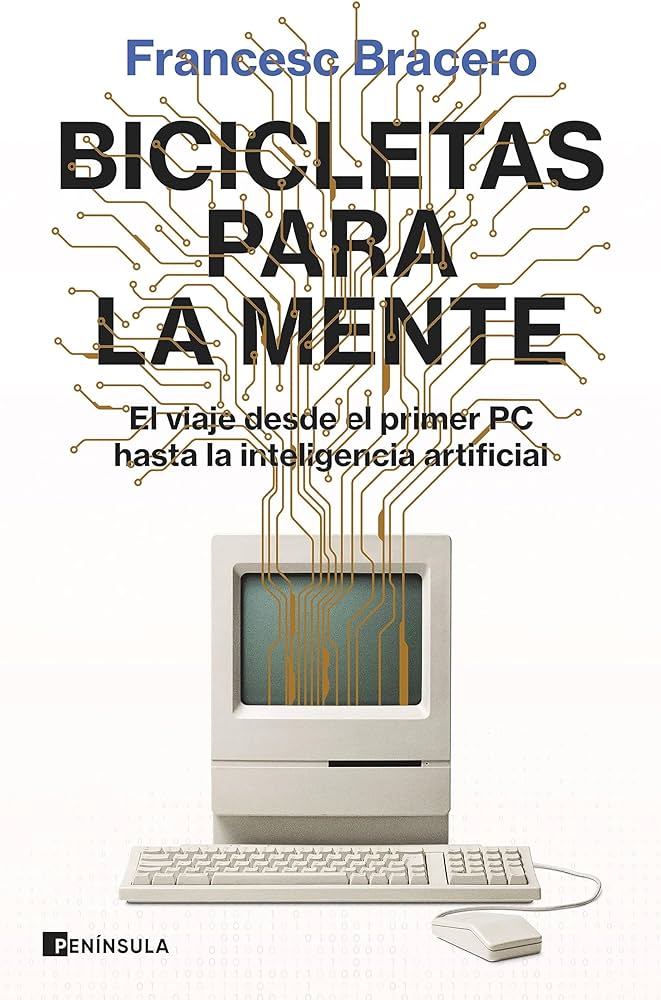 Francesc Bracero
BICICLETAS
PARA
LA MENTE
El viaje desde el primer PC
hasta la inteligencia artificial
PENÍNSULA